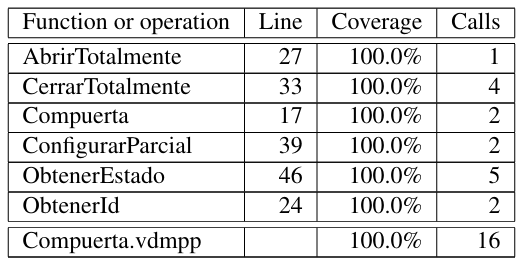 Function or operation Line Coverage Calls
AbrirTotalmente 27 100.0% 1
CerrarTotalmente 33 100.0% 4
Compuerta 17 100.0% 2
ConfigurarParcial 39 100.0% 2
ObtenerEstado 46 100.0% 5
ObtenerId 24 100.0% 2
Compuerta.vdmpp 100.0% 16